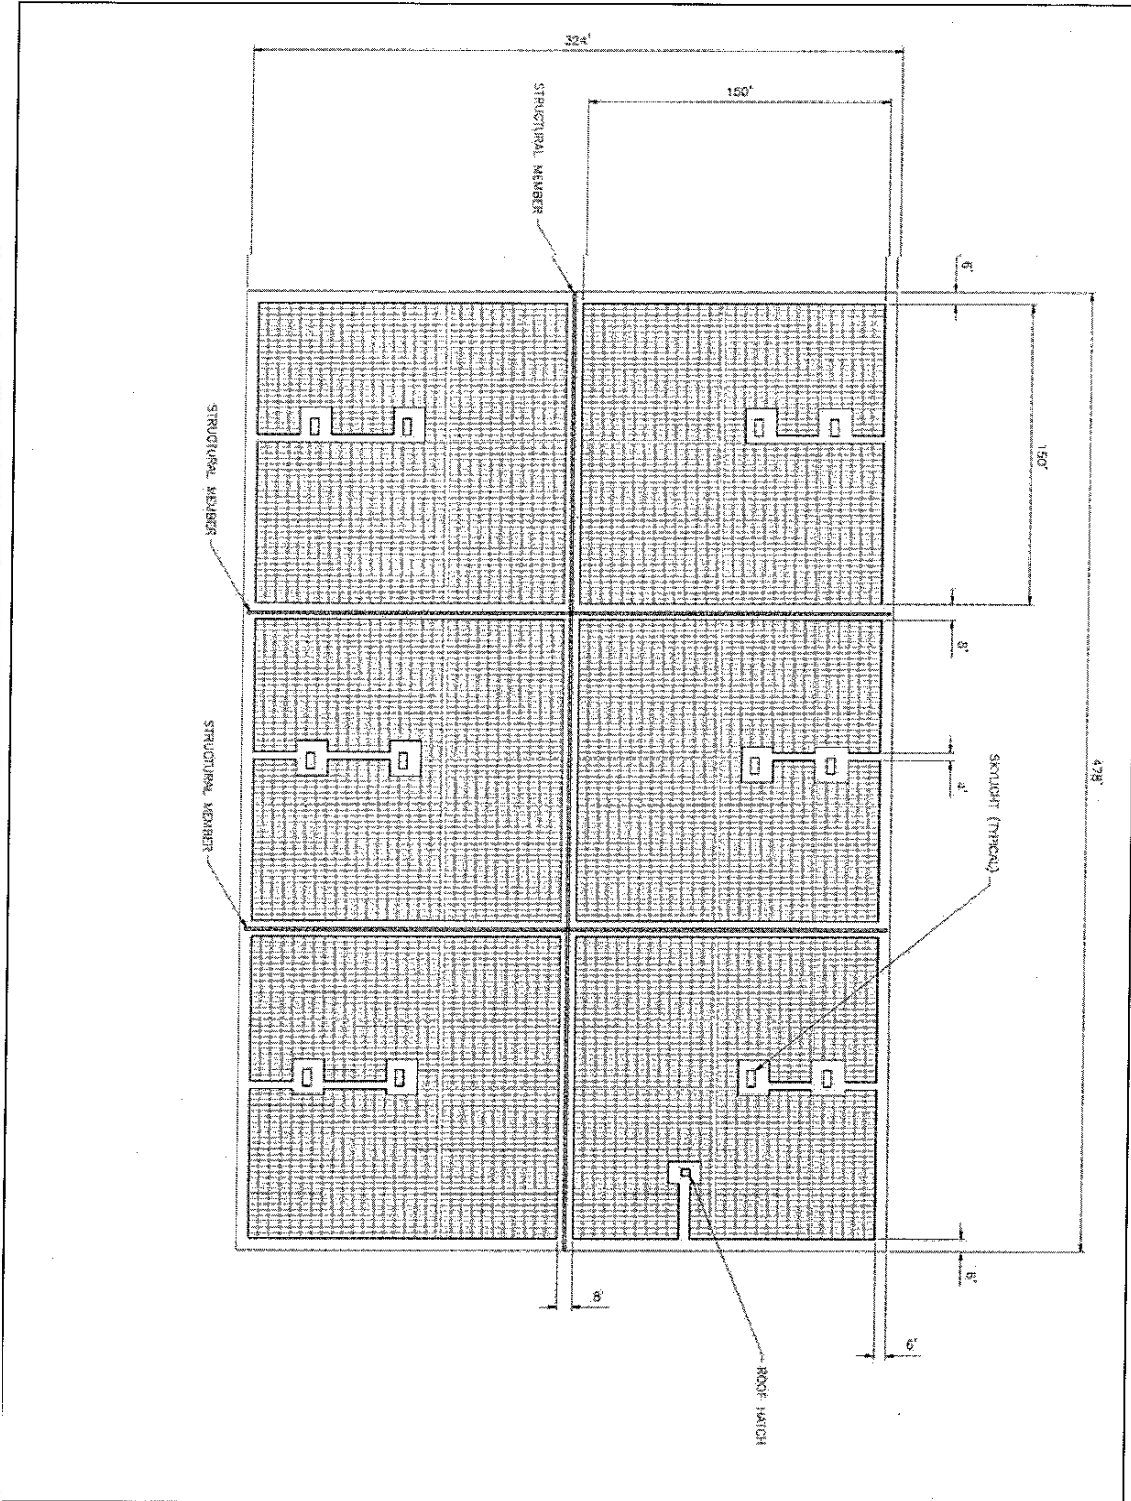 324'
150'
STRUCTURAL MEMBER
6'
150'
STRUCTURAL MEMBER
8'
478'
STRUCTURAL MEMBER
SKYLIGHT (TYPICAL)
4'
6'
8'
6'
ROOF HATCH